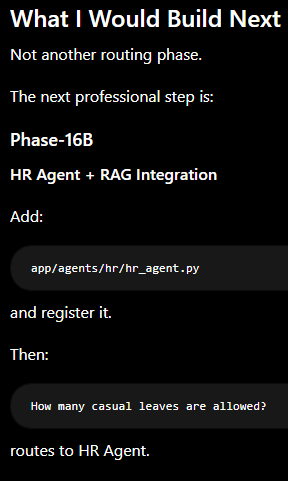 What I Would Build Next
Not another routing phase.
The next professional step is:
Phase-16B
HR Agent + RAG Integration
Add:
app/agents/hr/hr_agent.py
and register it.
Then:
How many casual leaves are allowed?
routes to HR Agent.